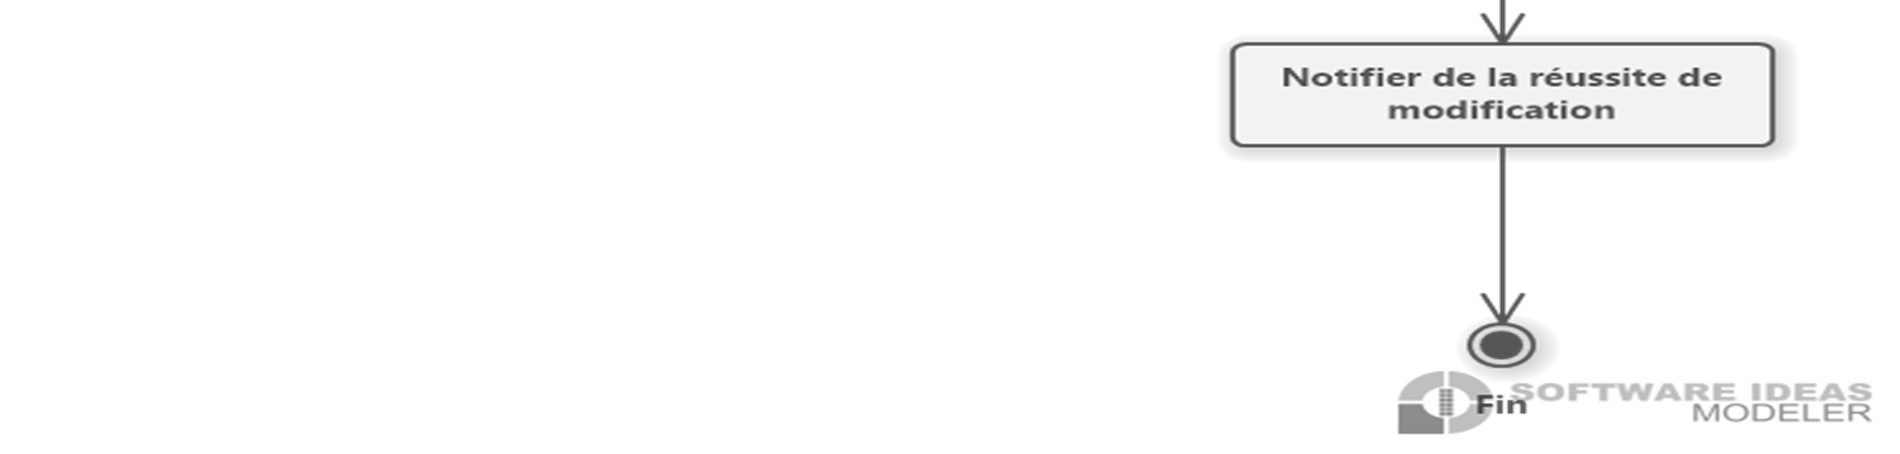 Notifier de la réussite de
modification
Fin
SOFTWARE IDEAS
MODELER